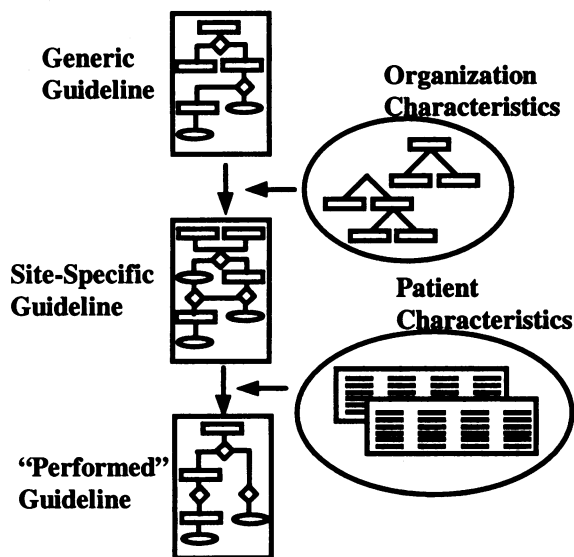 Generic
Guideline
Organization
Characteristics
Site-Specific
Guideline
Patient
Characteristics
“Performed”
Guideline